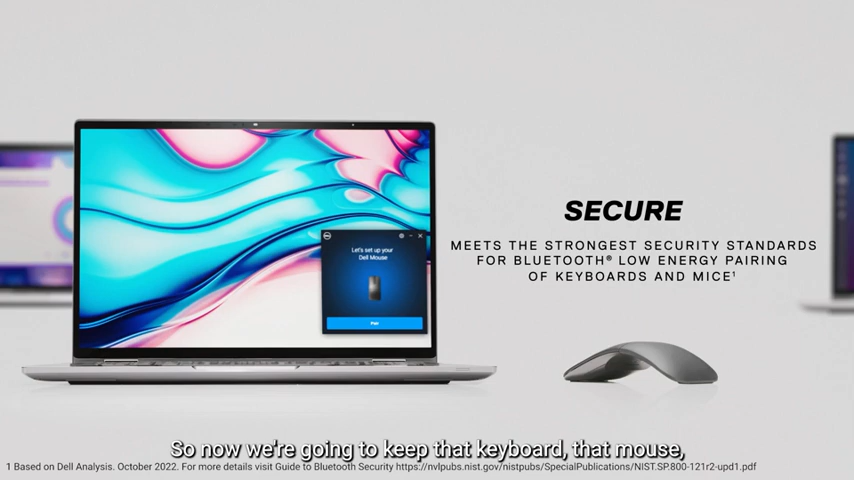 SECURE
MEETS THE STRONGEST SECURITY STANDARDS
FOR BLUETOOTH® LOW ENERGY PAIRING
OF KEYBOARDS AND MICE¹
Let's set up your
Dell Mouse
Pair
So now we're going to keep that keyboard, that mouse,
1 Based on Dell Analysis. October 2022. For more details visit Guide to Bluetooth Security https://nvlpubs.nist.gov/nistpubs/SpecialPublications/NIST.SP.800-121r2-upd1.pdf